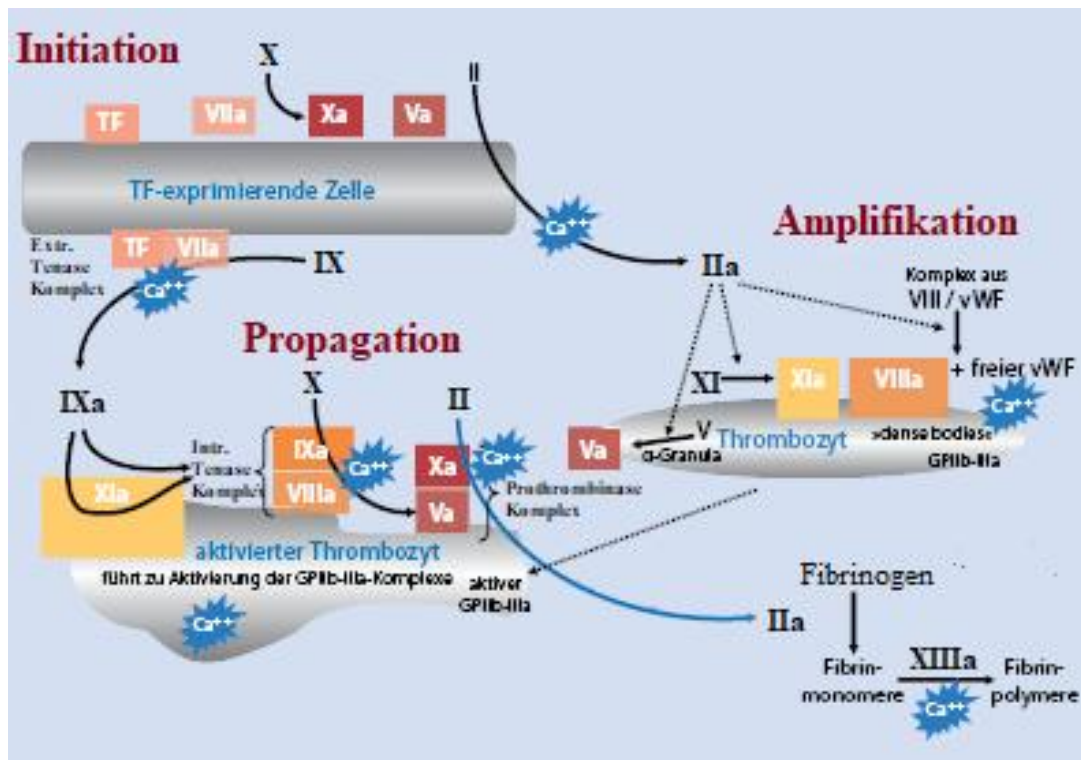 Initiation
X
II
TF
VIIa
Xa
Va
TF-exprimierende Zelle
Ca++
Amplifikation
Extr.
Tenase
Komplex
TF VIIa
Ca++
IX
IIa
Komplex aus
VIII / vWF
Propagation
XI
XIa
VIIIa
+ freier vWF
Ca++
IXa
X
II
Va
V
α-Granula
Thrombozyt
»dense bodies«
GPIIb-IIIa
Intr.
Tenase
Komplex
IXa
VIIIa
Ca++
Xa
Va
Ca++
Prothrombinase
Komplex
XIa
aktivierter Thrombozyt
führt zu Aktivierung der GPIIb-IIIa-Komplexe
aktiver
GPIIb-IIIa
Ca++
Fibrinogen
IIa
Fibrin-
monomere
XIIIa
Ca++
Fibrin-
polymere